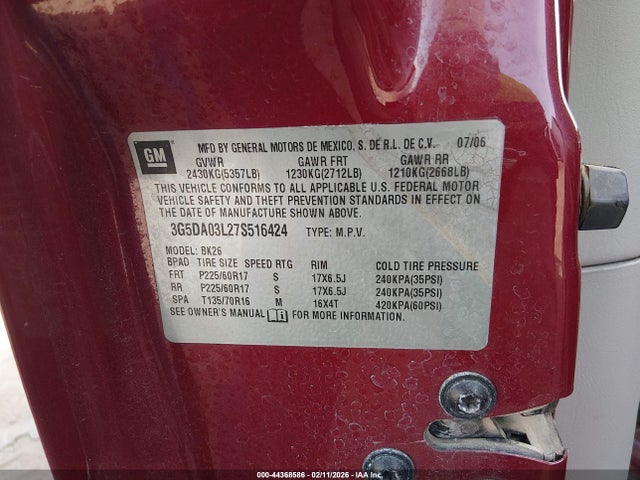 GM
MFD BY GENERAL MOTORS DE MEXICO, S. DE R.L. DE C.V. 07/06
GVWR GAWR FRT GAWR RR
2430KG(5357LB) 1230KG(2712LB) 1210KG(2668LB)
THIS VEHICLE CONFORMS TO ALL APPLICABLE U.S. FEDERAL MOTOR
VEHICLE SAFETY AND THEFT PREVENTION STANDARDS IN EFFECT ON
THE DATE OF MANUFACTURE SHOWN ABOVE.
3G5DA03L27S516424 TYPE: M.P.V.
MODEL: BK26
BPAD TIRE SIZE SPEED RTG RIM COLD TIRE PRESSURE
FRT P225/60R17 S 17X6.5J 240KPA(35PSI)
RR P225/60R17 S 17X6.5J 240KPA(35PSI)
SPA T135/70R16 M 16X4T 420KPA(60PSI)
SEE OWNER'S MANUAL FOR MORE INFORMATION.
000-44368586 - 02/11/2026 - IAA Inc.